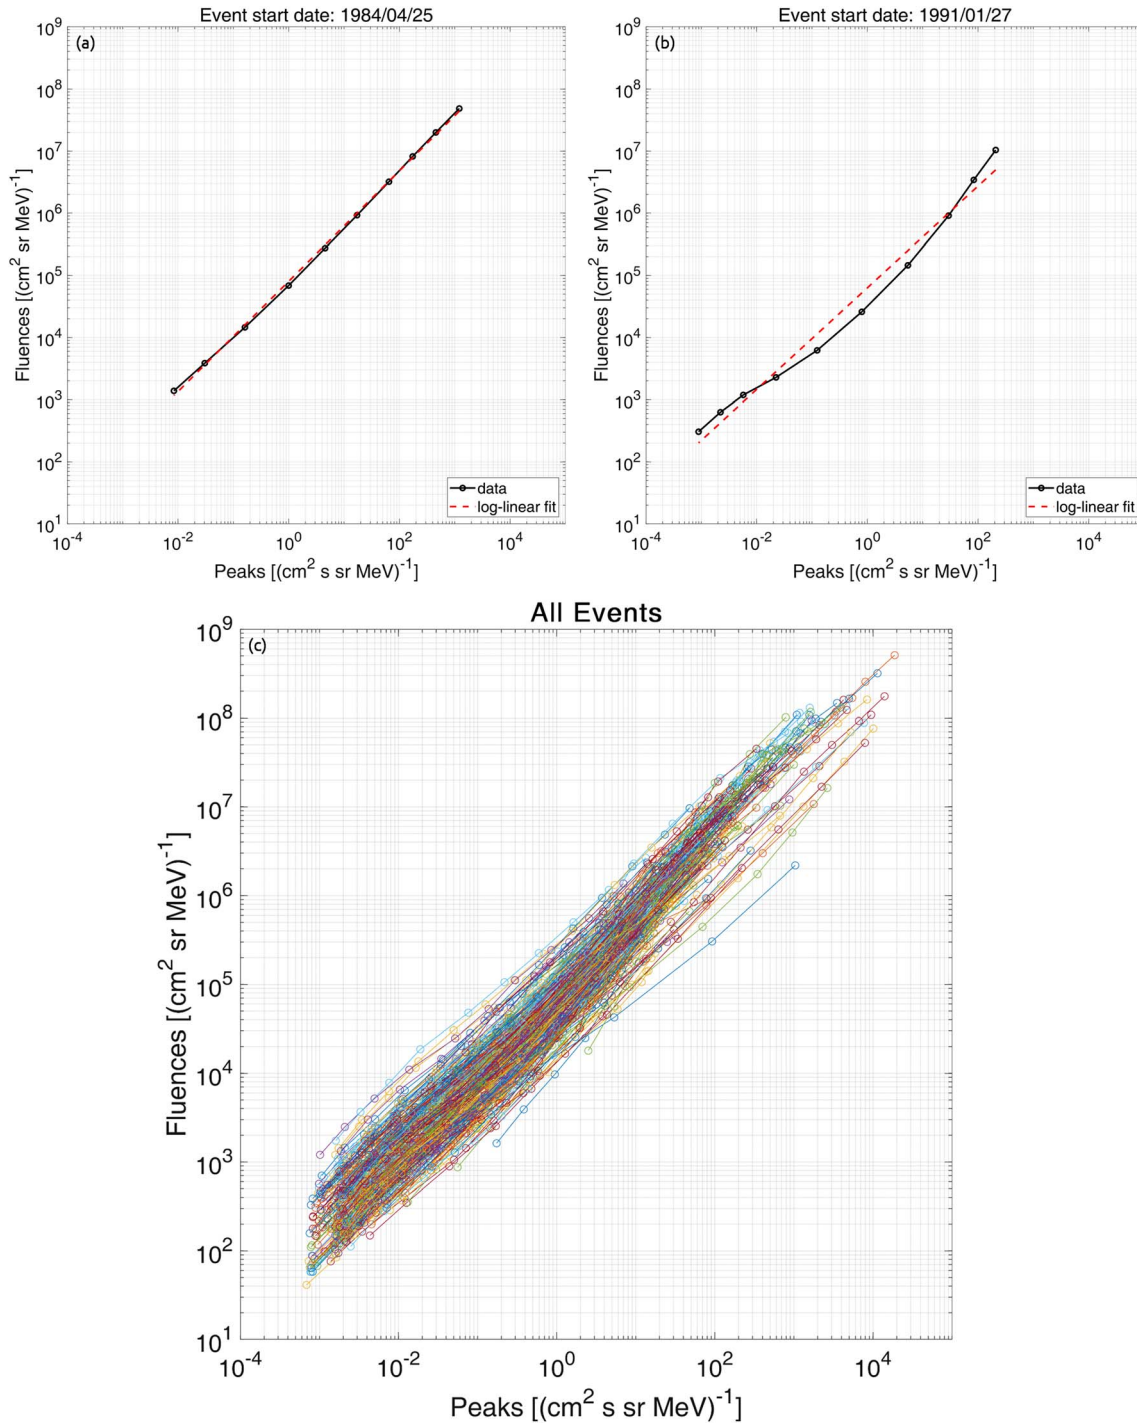 Event start date: 1984/04/25
(a)
10^9
10^8
10^7
10^6
10^5
10^4
10^3
10^2
10^1
Fluences [(cm^2 sr MeV)^-1]
data
log-linear fit
10^-4 10^-2 10^0 10^2 10^4
Peaks [(cm^2 s sr MeV)^-1]
Event start date: 1991/01/27
(b)
10^9
10^8
10^7
10^6
10^5
10^4
10^3
10^2
10^1
Fluences [(cm^2 sr MeV)^-1]
data
log-linear fit
10^-4 10^-2 10^0 10^2 10^4
Peaks [(cm^2 s sr MeV)^-1]
All Events
(c)
10^9
10^8
10^7
10^6
10^5
10^4
10^3
10^2
10^1
Fluences [(cm^2 sr MeV)^-1]
10^-4 10^-2 10^0 10^2 10^4
Peaks [(cm^2 s sr MeV)^-1]